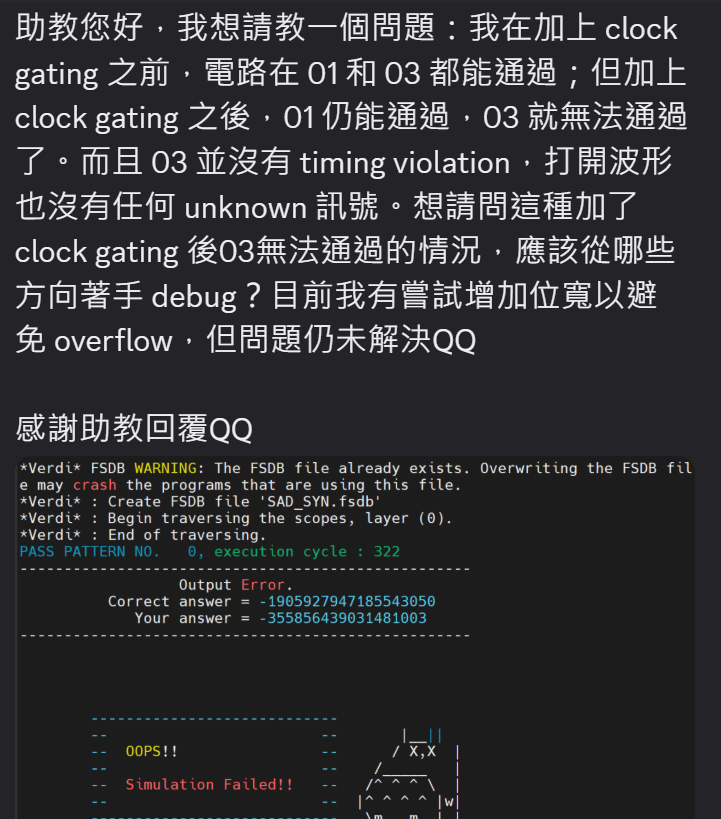 助教您好，我想請教一個問題：我在加上 clock
gating 之前，電路在 01 和 03 都能通過；但加上
clock gating 之後，01 仍能通過，03 就無法通過
了。而且 03 並沒有 timing violation，打開波形
也沒有任何 unknown 訊號。想請問這種加了
clock gating 後03無法通過的情況，應該從哪些
方向著手 debug？目前我有嘗試增加位寬以避
免 overflow，但問題仍未解決QQ
感謝助教回覆QQ
*Verdi* FSDB WARNING: The FSDB file already exists. Overwriting the FSDB fil
e may crash the programs that are using this file.
*Verdi* : Create FSDB file 'SAD_SYN.fsdb'
*Verdi* : Begin traversing the scopes, layer (0).
*Verdi* : End of traversing.
PASS PATTERN NO.   0, execution cycle : 322
----------------------------------------------------
Output Error.
Correct answer = -1905927947185543050
Your answer = -355856439031481003
----------------------------------------------------
----------------------------
--                        --       |__||
--  OOPS!!                --      / X,X  |
--                        --    /_____   |
--  Simulation Failed!!   --   /^ ^ ^ \  |
--                        --  |^ ^ ^ ^ |w|
----------------------------   \m___m__|_|